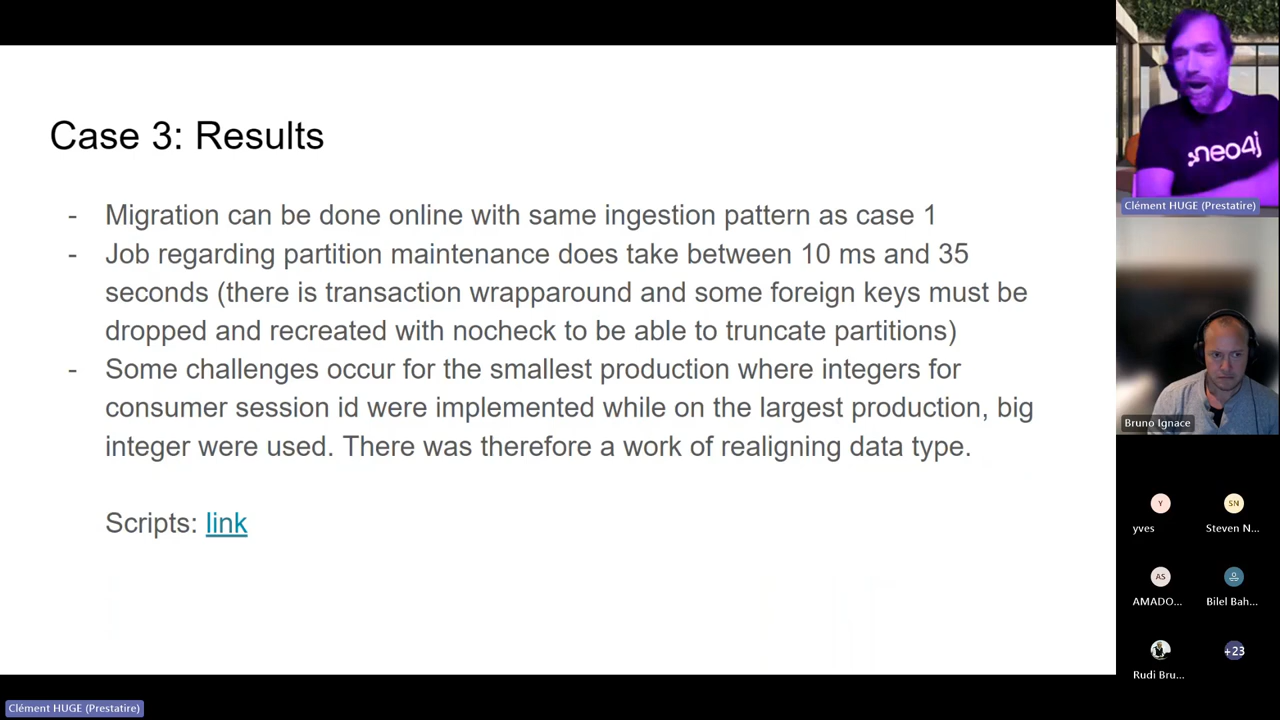 Case 3: Results
- Migration can be done online with same ingestion pattern as case 1
- Job regarding partition maintenance does take between 10 ms and 35
seconds (there is transaction wrapparound and some foreign keys must be
dropped and recreated with nocheck to be able to truncate partitions)
- Some challenges occur for the smallest production where integers for
consumer session id were implemented while on the largest production, big
integer were used. There was therefore a work of realigning data type.
Scripts: link
neo4j
Clément HUGE (Prestatire)
Bruno Ignace
Y
SN
yves
Steven N...
AS
AMADO...
Bilel Bah...
+23
Rudi Bru...
Clément HUGE (Prestatire)